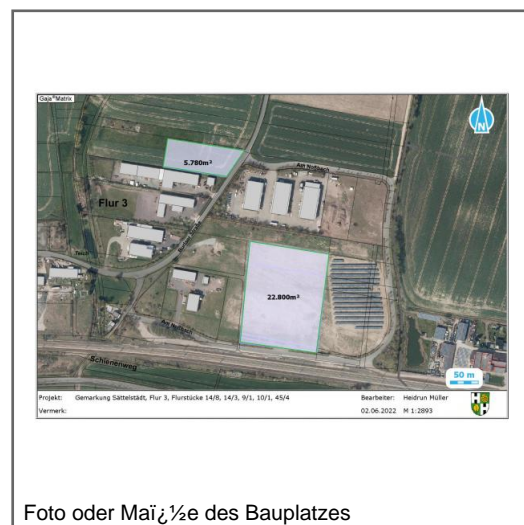 Gaja®Matrix
N
5.780m²
Am Nußbach
Flur 3
22.800m²
Schienenweg
50 m
Projekt: Gemarkung Sättelstädt, Flur 3, Flurstücke 14/8, 14/3, 9/1, 10/1, 45/4 Bearbeiter: Heidrun Müller
Vermerk: 02.06.2022 M 1:2893
Foto oder Maï¿½e des Bauplatzes